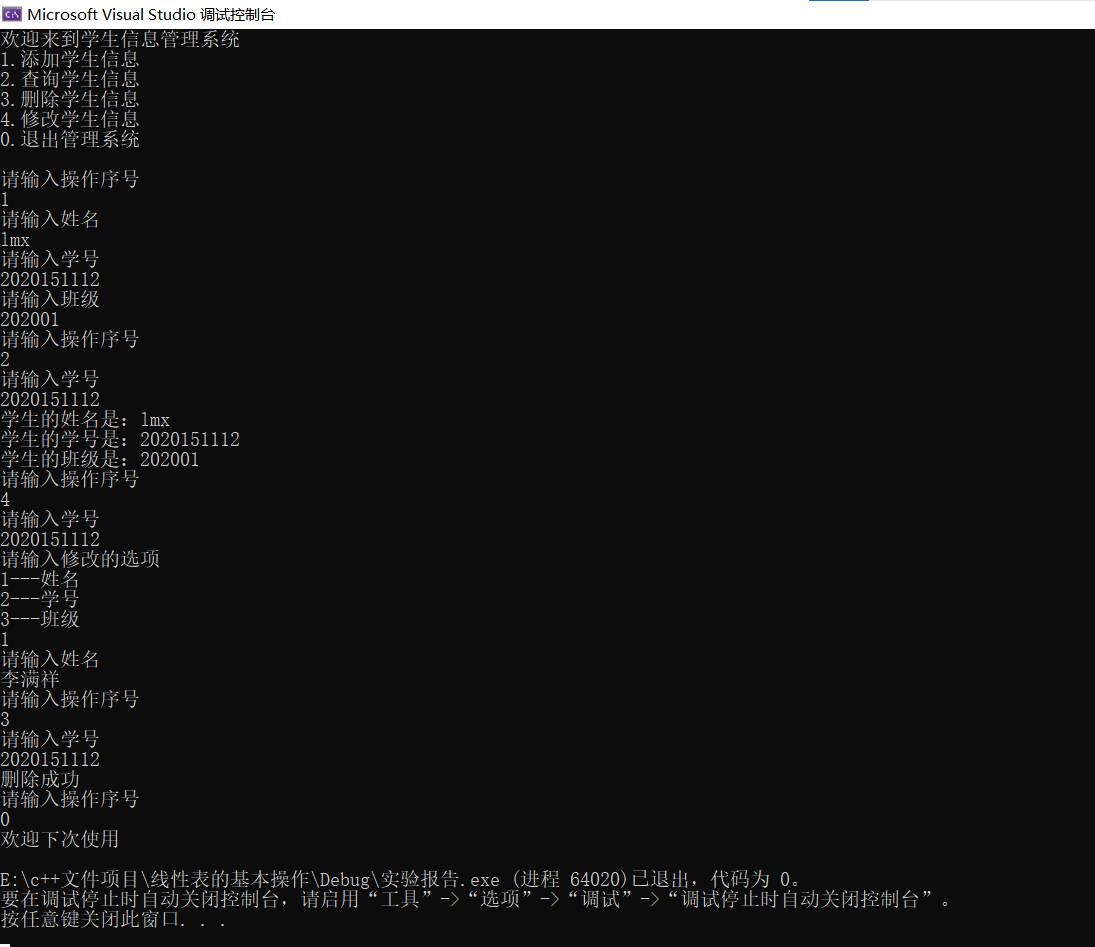 Microsoft Visual Studio 调试控制台
欢迎来到学生信息管理系统
1.添加学生信息
2.查询学生信息
3.删除学生信息
4.修改学生信息
0.退出管理系统
请输入操作序号
1
请输入姓名
lmx
请输入学号
2020151112
请输入班级
202001
请输入操作序号
2
请输入学号
2020151112
学生的姓名是：lmx
学生的学号是：2020151112
学生的班级是：202001
请输入操作序号
4
请输入学号
2020151112
请输入修改的选项
1---姓名
2---学号
3---班级
1
请输入姓名
李满祥
请输入操作序号
3
请输入学号
2020151112
删除成功
请输入操作序号
0
欢迎下次使用
E:\c++文件项目\线性表的基本操作\Debug\实验报告.exe (进程 64020)已退出，代码为 0。
要在调试停止时自动关闭控制台，请启用“工具”->“选项”->“调试”->“调试停止时自动关闭控制台”。
按任意键关闭此窗口. . .